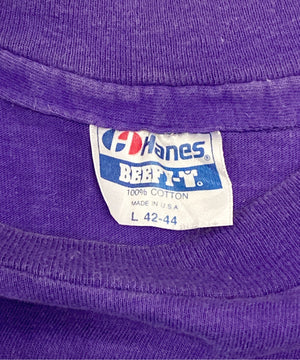 Hanes®
BEEFY-T®
100% COTTON
MADE IN U.S.A
L 42-44